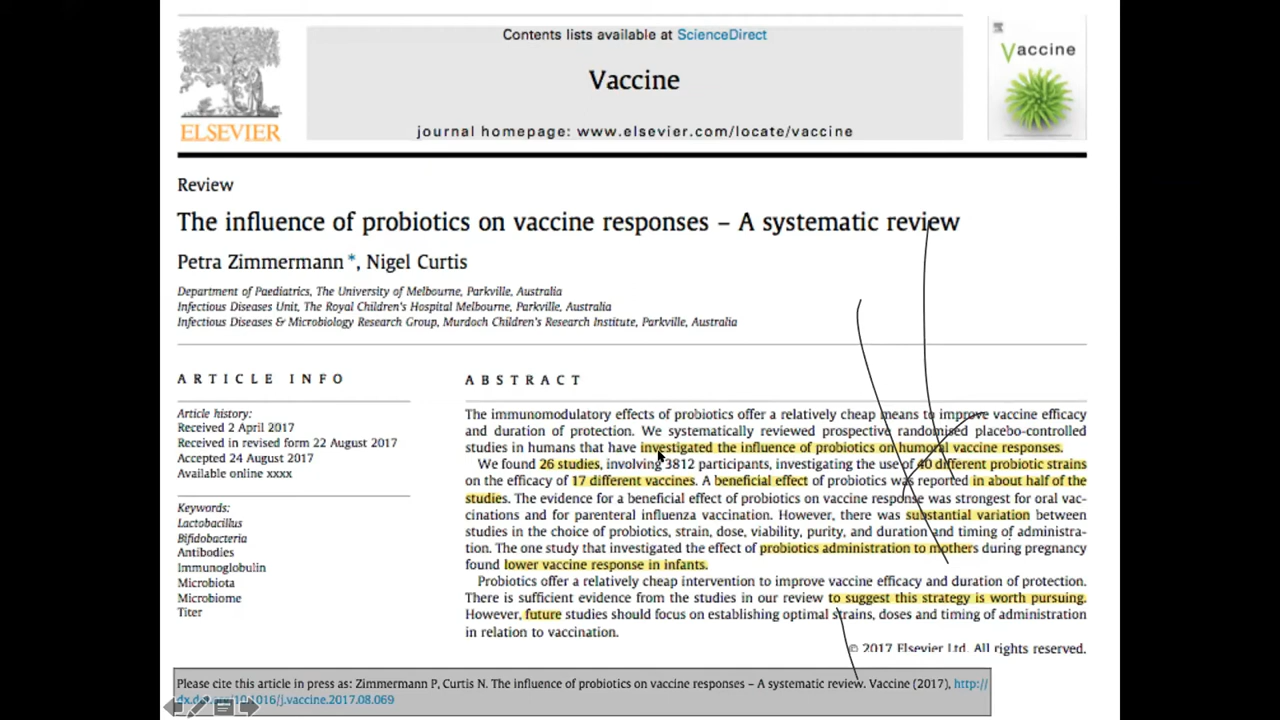 Contents lists available at ScienceDirect
Vaccine
journal homepage: www.elsevier.com/locate/vaccine
ELSEVIER
Vaccine
Review
The influence of probiotics on vaccine responses – A systematic review
Petra Zimmermann *, Nigel Curtis
Department of Paediatrics, The University of Melbourne, Parkville, Australia
Infectious Diseases Unit, The Royal Children's Hospital Melbourne, Parkville, Australia
Infectious Diseases & Microbiology Research Group, Murdoch Children's Research Institute, Parkville, Australia
ARTICLE INFO
Article history:
Received 2 April 2017
Received in revised form 22 August 2017
Accepted 24 August 2017
Available online xxxx
Keywords:
Lactobacillus
Bifidobacteria
Antibodies
Immunoglobulin
Microbiota
Microbiome
Titer
ABSTRACT
The immunomodulatory effects of probiotics offer a relatively cheap means to improve vaccine efficacy
and duration of protection. We systematically reviewed prospective randomised placebo-controlled
studies in humans that have investigated the influence of probiotics on humoral vaccine responses.
We found 26 studies, involving 3812 participants, investigating the use of 40 different probiotic strains
on the efficacy of 17 different vaccines. A beneficial effect of probiotics was reported in about half of the
studies. The evidence for a beneficial effect of probiotics on vaccine response was strongest for oral vac-
cinations and for parenteral influenza vaccination. However, there was substantial variation between
studies in the choice of probiotics, strain, dose, viability, purity, and duration and timing of administra-
tion. The one study that investigated the effect of probiotics administration to mothers during pregnancy
found lower vaccine response in infants.
Probiotics offer a relatively cheap intervention to improve vaccine efficacy and duration of protection.
There is sufficient evidence from the studies in our review to suggest this strategy is worth pursuing.
However, future studies should focus on establishing optimal strains, doses and timing of administration
in relation to vaccination.
© 2017 Elsevier Ltd. All rights reserved.
Please cite this article in press as: Zimmermann P, Curtis N. The influence of probiotics on vaccine responses – A systematic review. Vaccine (2017), http://
dx.doi.org/10.1016/j.vaccine.2017.08.069